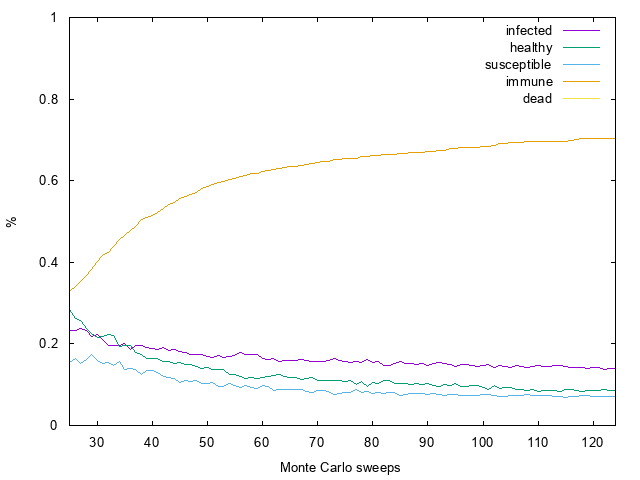 1
0.8
0.6
0.4
0.2
0
%
infected
healthy
susceptible
immune
dead
30 40 50 60 70 80 90 100 110 120
Monte Carlo sweeps